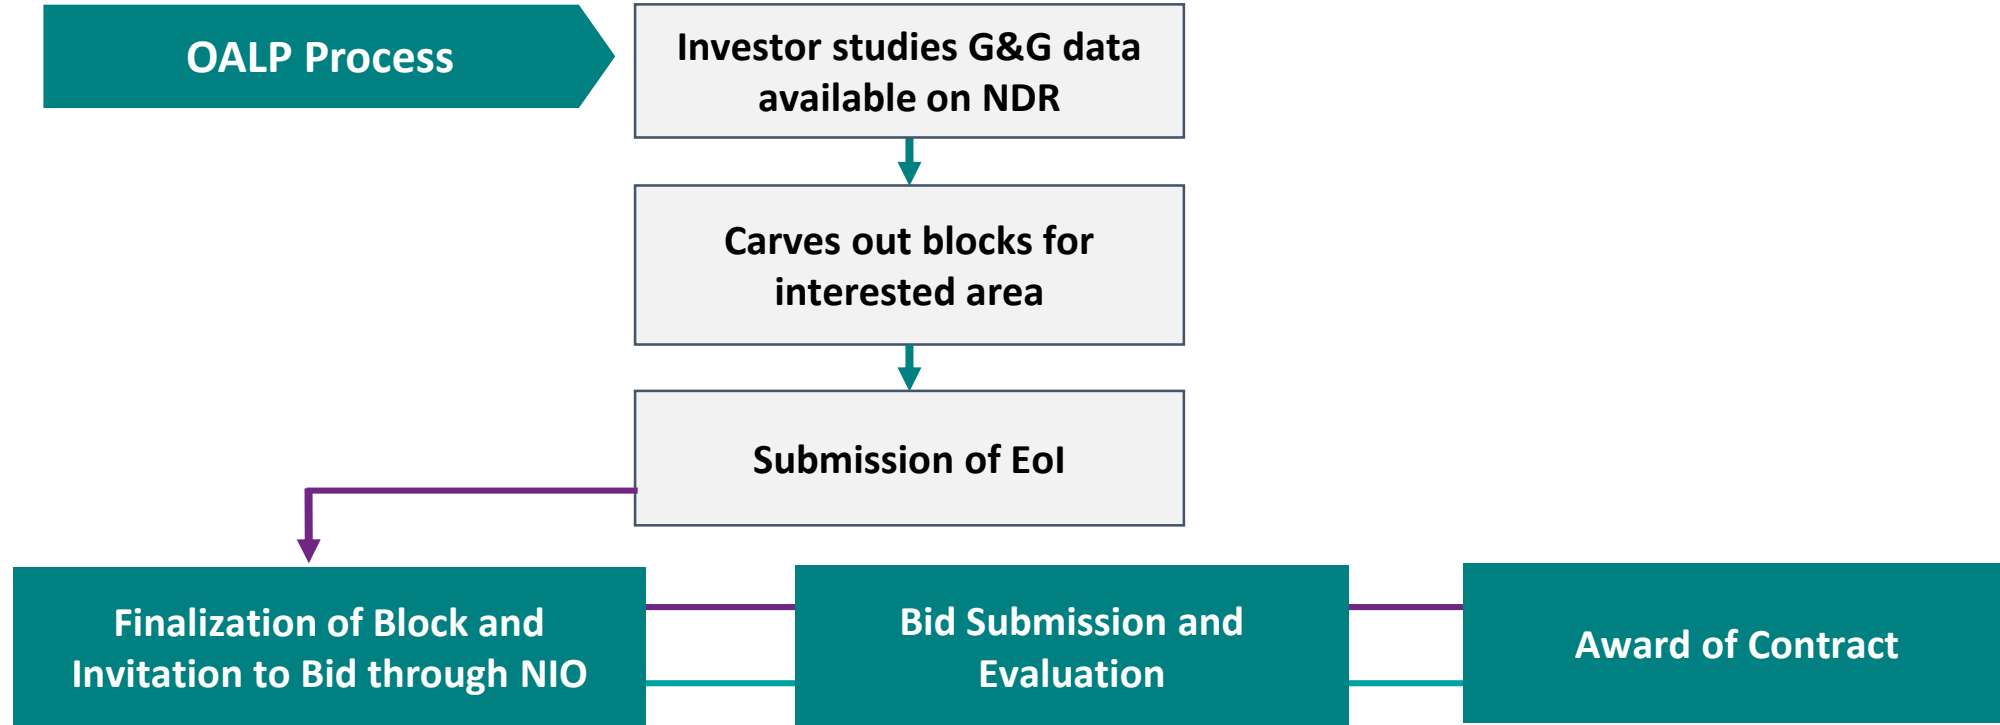 OALP Process
Investor studies G&G data
available on NDR
Carves out blocks for
interested area
Submission of EoI
Finalization of Block and
Invitation to Bid through NIO
Bid Submission and
Evaluation
Award of Contract